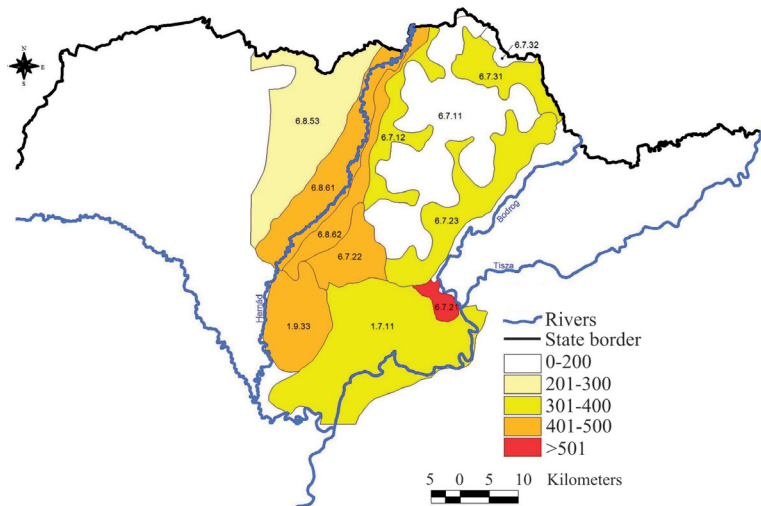 N
E
S
6.7.32
6.7.31
6.8.53
6.7.11
6.7.12
6.8.61
6.7.23
Bodrog
6.8.62
6.7.22
Tisza
Hernád
6.7.21
1.9.33
1.7.11
Rivers
State border
0-200
201-300
301-400
401-500
>501
5 0 5 10 Kilometers